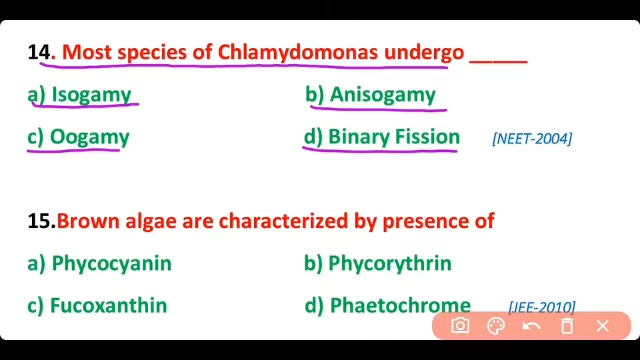 14. Most species of Chlamydomonas undergo _____
a) Isogamy b) Anisogamy
c) Oogamy d) Binary Fission [NEET-2004]
15.Brown algae are characterized by presence of
a) Phycocyanin b) Phycorythrin
c) Fucoxanthin d) Phaetochrome [JEE-2010]